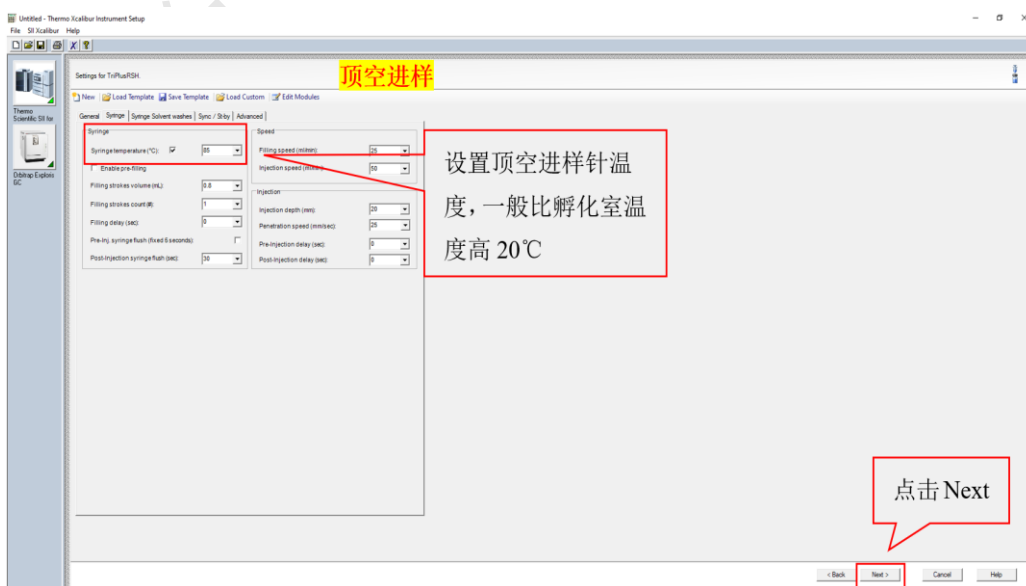 Untitled - Thermo Xcalibur Instrument Setup
File SII Xcalibur Help
Settings for TriPlusRSH
顶空进样
New Load Template Save Template Load Custom Edit Modules
General Syringe Syringe Solvent washes Sync / St-by Advanced
Thermo
Scientific SII for
Orbitrap Exploris
GC
Syringe
Syringe temperature (°C): 85
Enable pre-filling
Filling strokes volume (mL): 0.8
Filling strokes count (#): 1
Filling delay (sec): 0
Pre-Inj. syringe flush (fixed 6 seconds):
Post-Injection syringe flush (sec): 30
Speed
Filling speed (ml/min): 25
Injection speed (ml/min): 50
Injection
Injection depth (mm): 20
Penetration speed (mm/sec): 25
Pre-Injection delay (sec): 0
Post-Injection delay (sec): 0
设置顶空进样针温
度，一般比孵化室温
度高 20℃
点击 Next
< Back Next > Cancel Help